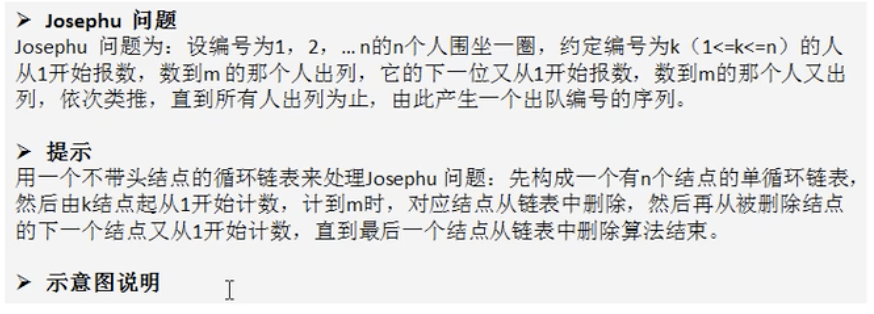 ➢ Josephu 问题
Josephu 问题为：设编号为1，2，… n的n个人围坐一圈，约定编号为k（1<=k<=n）的人
从1开始报数，数到m 的那个人出列，它的下一位又从1开始报数，数到m的那个人又出
列，依次类推，直到所有人出列为止，由此产生一个出队编号的序列。
➢ 提示
用一个不带头结点的循环链表来处理Josephu 问题：先构成一个有n个结点的单循环链表，
然后由k结点起从1开始计数，计到m时，对应结点从链表中删除，然后再从被删除结点
的下一个结点又从1开始计数，直到最后一个结点从链表中删除算法结束。
➢ 示意图说明